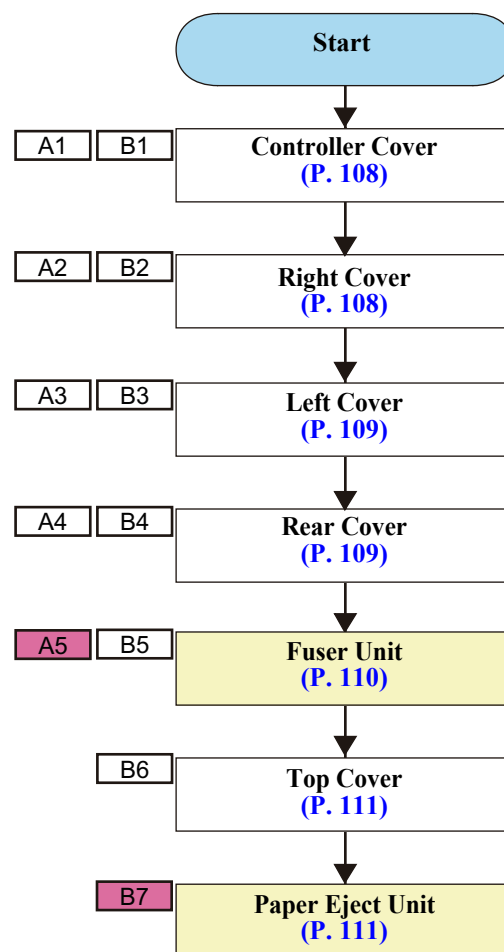 Start
A1 B1 Controller Cover
(P. 108)
A2 B2 Right Cover
(P. 108)
A3 B3 Left Cover
(P. 109)
A4 B4 Rear Cover
(P. 109)
A5 B5 Fuser Unit
(P. 110)
B6 Top Cover
(P. 111)
B7 Paper Eject Unit
(P. 111)